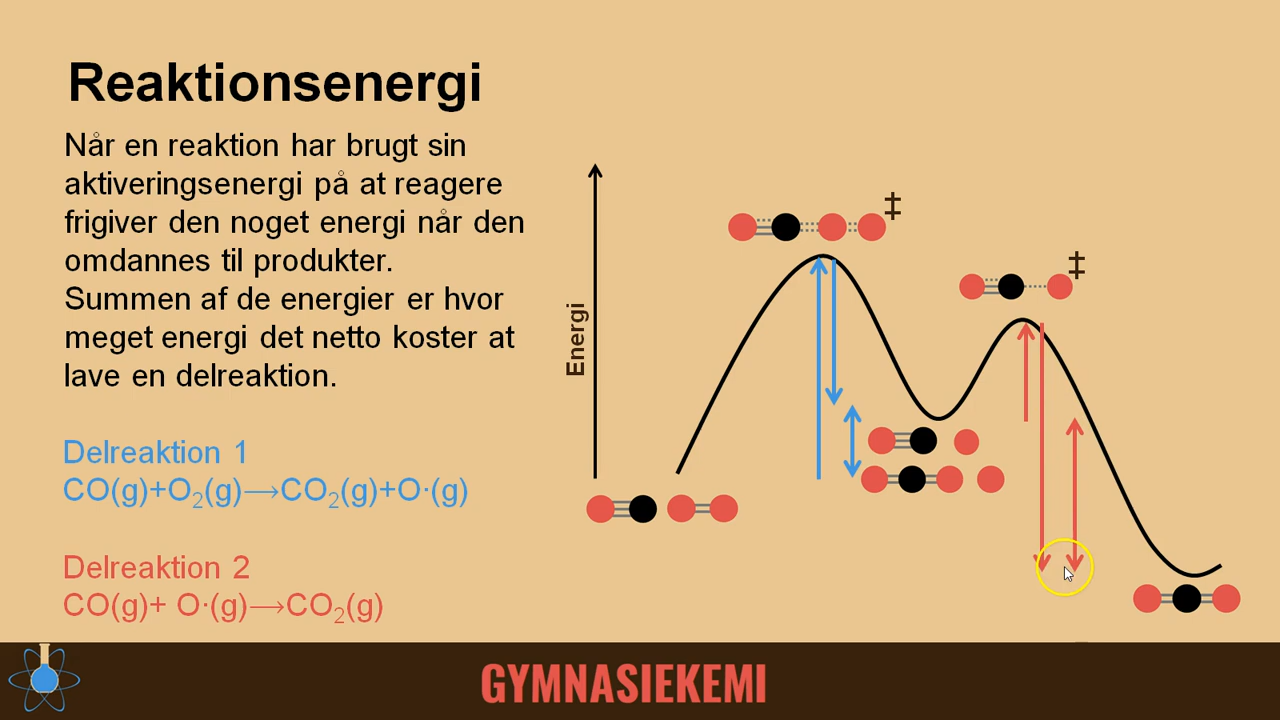 Reaktionsenergi
Når en reaktion har brugt sin
aktiveringsenergi på at reagere
frigiver den noget energi når den
omdannes til produkter.
Summen af de energier er hvor
meget energi det netto koster at
lave en delreaktion.
Delreaktion 1
CO(g)+O₂(g)⟶CO₂(g)+O·(g)
Delreaktion 2
CO(g)+ O·(g)⟶CO₂(g)
Energi
‡
‡
GYMNASIEKEMI